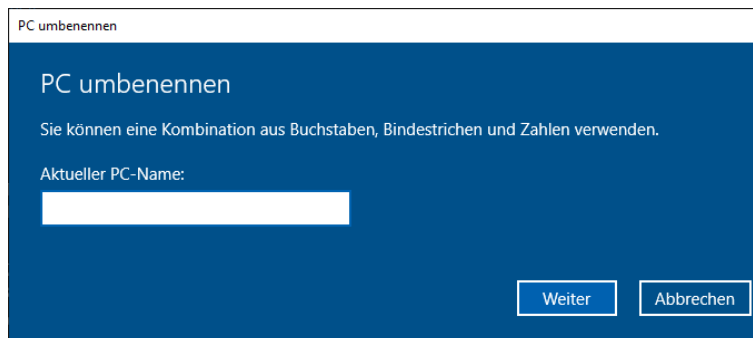 PC umbenennen
PC umbenennen
Sie können eine Kombination aus Buchstaben, Bindestrichen und Zahlen verwenden.
Aktueller PC-Name:
Weiter
Abbrechen